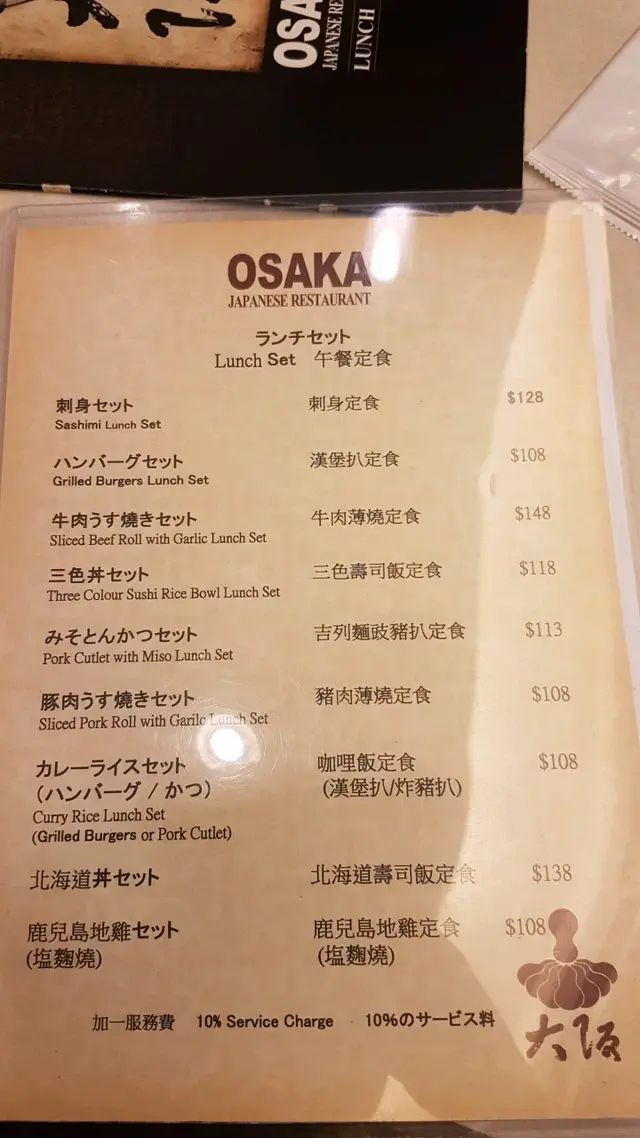 OSA
JAPANESE RE
LUNCH
OSAKA
JAPANESE RESTAURANT
ランチセット
Lunch Set 午餐定食
刺身セット 刺身定食 $128
Sashimi Lunch Set
ハンバーグセット 漢堡扒定食 $108
Grilled Burgers Lunch Set
牛肉うす燒きセット 牛肉薄燒定食 $148
Sliced Beef Roll with Garlic Lunch Set
三色丼セット 三色壽司飯定食 $118
Three Colour Sushi Rice Bowl Lunch Set
みそとんかつセット 吉列麵豉豬扒定食 $113
Pork Cutlet with Miso Lunch Set
豚肉うす燒きセット 豬肉薄燒定食 $108
Sliced Pork Roll with Garilc Lunch Set
カレーライスセット 咖哩飯定食 $108
（ハンバーグ / かつ） (漢堡扒/炸豬扒)
Curry Rice Lunch Set
(Grilled Burgers or Pork Cutlet)
北海道丼セット 北海道壽司飯定食 $138
鹿兒島地雞セット 鹿兒島地雞定食 $108
(塩麴燒) (塩麴燒)
加一服務費 10% Service Charge - 10%のサービス料
大阪